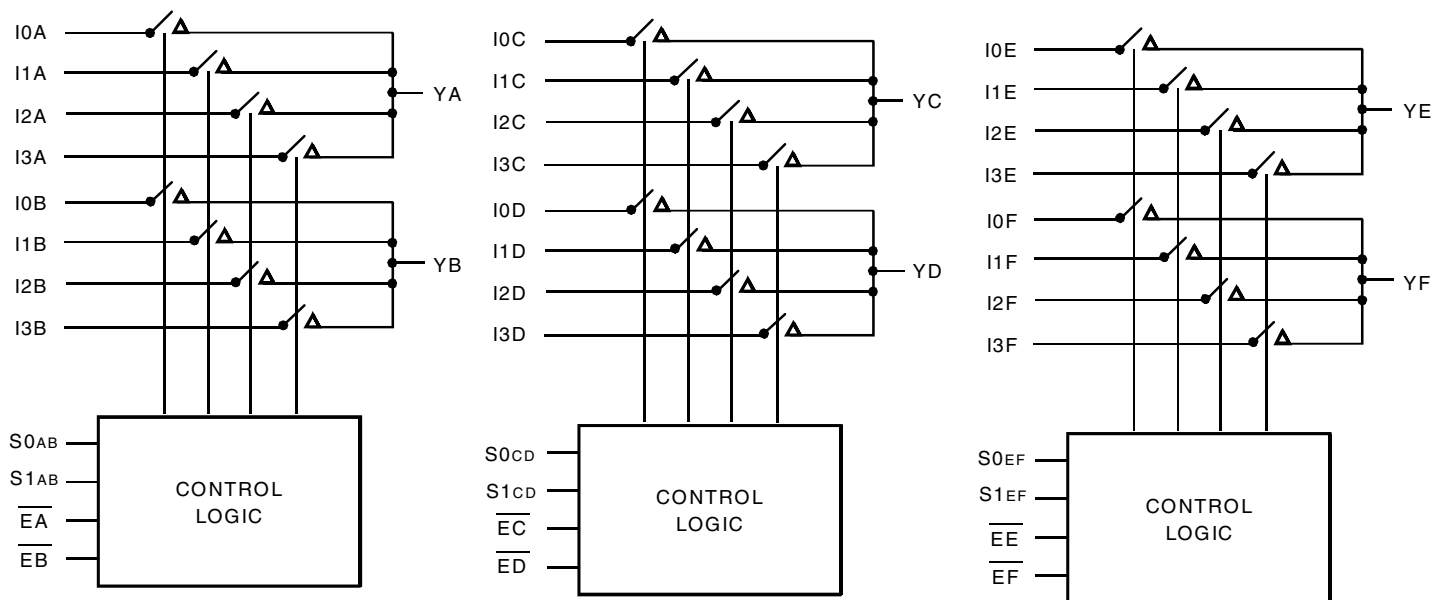 I0A
I1A
I2A
I3A
YA
I0B
I1B
I2B
I3B
YB
S0AB
S1AB
EA
EB
CONTROL
LOGIC
I0C
I1C
I2C
I3C
YC
I0D
I1D
I2D
I3D
YD
S0CD
S1CD
EC
ED
CONTROL
LOGIC
I0E
I1E
I2E
I3E
YE
I0F
I1F
I2F
I3F
YF
S0EF
S1EF
EE
EF
CONTROL
LOGIC